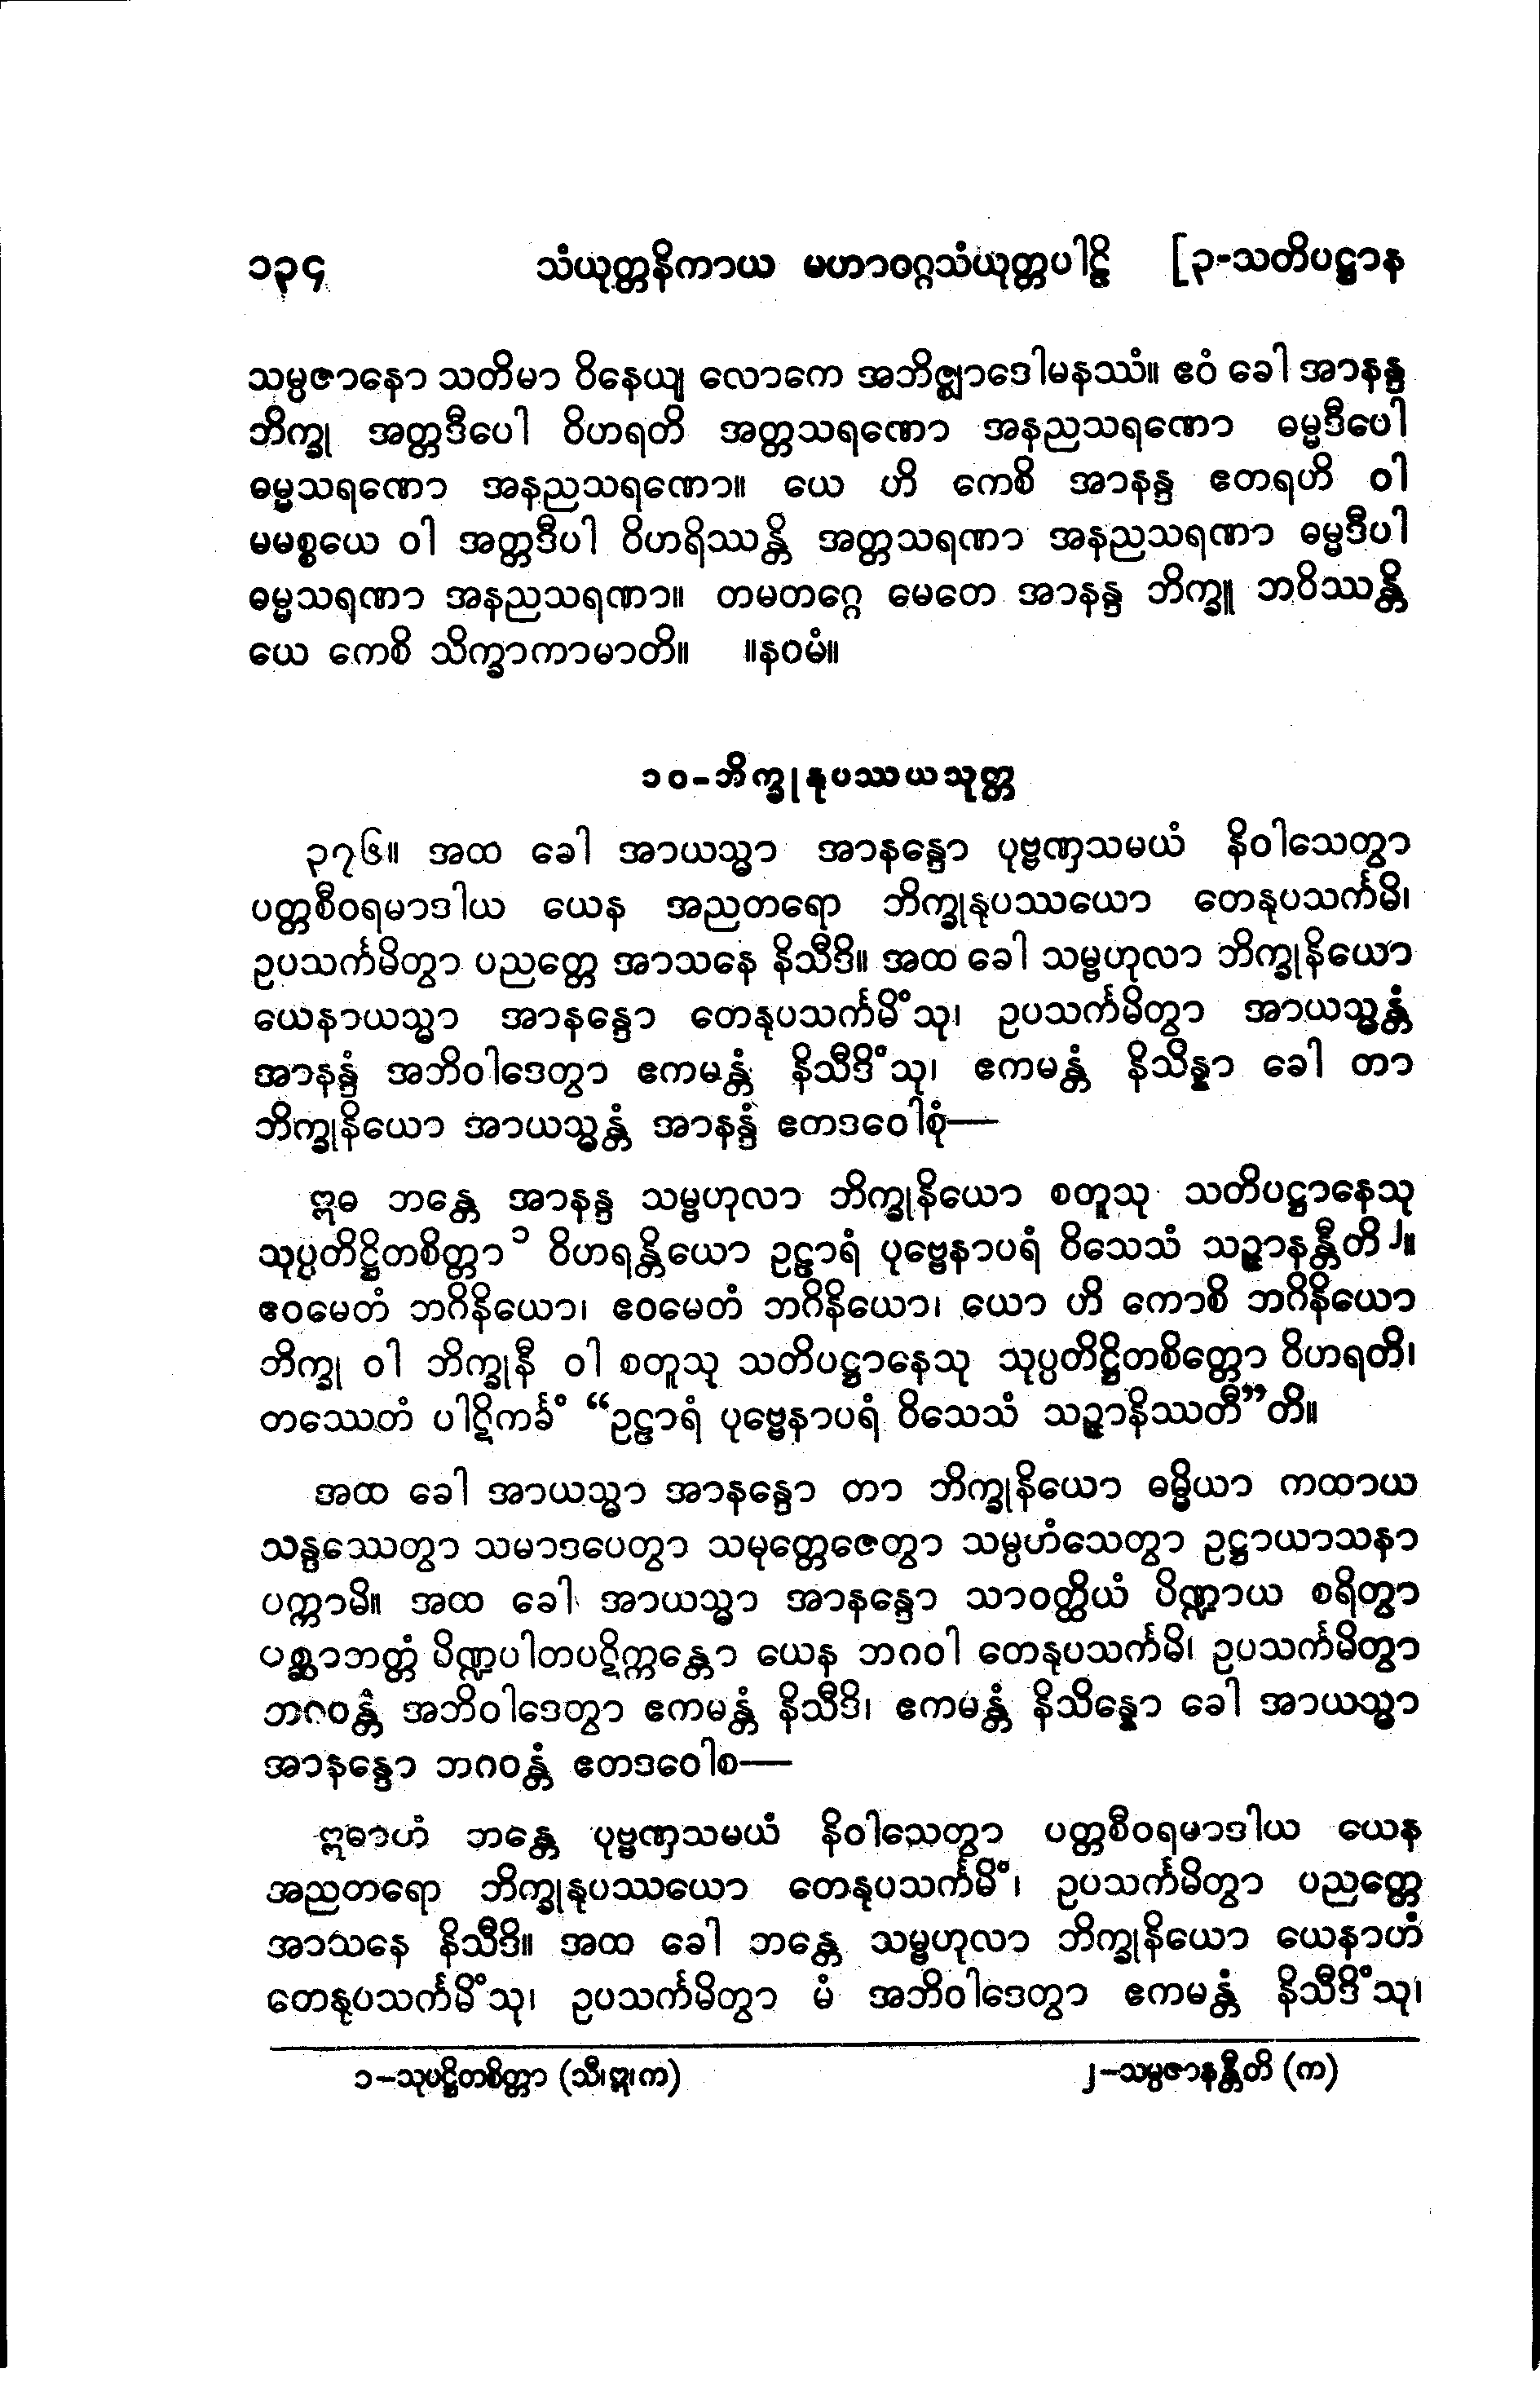 ၁၃၄ သံယုတ္တနိကာယ မဟာဝဂ္ဂသံယုတ္တပါဠိ [၃-သတိပဋ္ဌာန
သမ္ပဇာနော သတိမာ ဝိနေယျ လောကေ အဘိဇ္ဈာဒေါမနဿံ။ ဧဝံ ခေါ အာနန္ဒ
ဘိက္ခု အတ္တဒီပေါ ဝိဟရတိ အတ္တသရဏော အနညသရဏော ဓမ္မဒီပေါ
ဓမ္မသရဏော အနညသရဏော။ ယေ ဟိ ကေစိ အာနန္ဒ ဧတရဟိ ဝါ
မမစ္စယေ ဝါ အတ္တဒီပါ ဝိဟရိဿန္တိ အတ္တသရဏာ အနညသရဏာ ဓမ္မဒီပါ
ဓမ္မသရဏာ အနညသရဏာ။ တမတဂ္ဂေ မေတေ အာနန္ဒ ဘိက္ခူ ဘဝိဿန္တိ
ယေ ကေစိ သိက္ခာကာမာတိ။ ။နဝမံ။
၁၀-ဘိက္ခုနုပဿယသုတ္တ
၃၇၆။ အထ ခေါ အာယသ္မာ အာနန္ဒော ပုဗ္ဗဏှသမယံ နိဝါသေတွာ
ပတ္တစီဝရမာဒါယ ယေန အညတရော ဘိက္ခုနုပဿယော တေနုပသင်္ကမိ၊
ဥပသင်္ကမိတွာ ပညတ္တေ အာသနေ နိသီဒိ။ အထ ခေါ သမ္ဗဟုလာ ဘိက္ခုနိယော
ယေနာယသ္မာ အာနန္ဒော တေနုပသင်္ကမိံသု၊ ဥပသင်္ကမိတွာ အာယသ္မန္တံ
အာနန္ဒံ အဘိဝါဒေတွာ ဧကမန္တံ နိသီဒိံသု၊ ဧကမန္တံ နိသိန္နာ ခေါ တာ
ဘိက္ခုနိယော အာယသ္မန္တံ အာနန္ဒံ ဧတဒဝေါစုံ—
ဣဓ ဘန္တေ အာနန္ဒ သမ္ဗဟုလာ ဘိက္ခုနိယော စတူသု သတိပဋ္ဌာနေသု
သုပ္ပတိဋ္ဌိတစိတ္တာ၁ ဝိဟရန္တိယော ဥဠာရံ ပုဗ္ဗေနာပရံ ဝိသေသံ သဉ္ဇာနန္တီတိ၂။
ဧဝမေတံ ဘဂိနိယော၊ ဧဝမေတံ ဘဂိနိယော၊ ယော ဟိ ကောစိ ဘဂိနိယော
ဘိက္ခု ဝါ ဘိက္ခုနီ ဝါ စတူသု သတိပဋ္ဌာနေသု သုပ္ပတိဋ္ဌိတစိတ္တော ဝိဟရတိ၊
တဿေတံ ပါဋိကင်္ခံ “ဥဠာရံ ပုဗ္ဗေနာပရံ ဝိသေသံ သဉ္ဇာနိဿတီ”တိ။
အထ ခေါ အာယသ္မာ အာနန္ဒော တာ ဘိက္ခုနိယော ဓမ္မိယာ ကထာယ
သန္ဒဿေတွာ သမာဒပေတွာ သမုတ္တေဇေတွာ သမ္ပဟံသေတွာ ဥဋ္ဌာယာသနာ
ပက္ကာမိ။ အထ ခေါ အာယသ္မာ အာနန္ဒော သာဝတ္ထိယံ ပိဏ္ဍာယ စရိတွာ
ပစ္ဆာဘတ္တံ ပိဏ္ဍပါတပဋိက္ကန္တော ယေန ဘဂဝါ တေနုပသင်္ကမိ၊ ဥပသင်္ကမိတွာ
ဘဂဝန္တံ အဘိဝါဒေတွာ ဧကမန္တံ နိသီဒိ၊ ဧကမန္တံ နိသိန္နော ခေါ အာယသ္မာ
အာနန္ဒော ဘဂဝန္တံ ဧတဒဝေါစ—
ဣဓာဟံ ဘန္တေ ပုဗ္ဗဏှသမယံ နိဝါသေတွာ ပတ္တစီဝရမာဒါယ ယေန
အညတရော ဘိက္ခုနုပဿယော တေနုပသင်္ကမိံ၊ ဥပသင်္ကမိတွာ ပညတ္တေ
အာသနေ နိသီဒိ။ အထ ခေါ ဘန္တေ သမ္ဗဟုလာ ဘိက္ခုနိယော ယေနာဟံ
တေနုပသင်္ကမိံသု၊ ဥပသင်္ကမိတွာ မံ အဘိဝါဒေတွာ ဧကမန္တံ နိသီဒိံသု၊
၁-သုပဋ္ဌိတစိတ္တာ (သီ၊ဣ၊က) ၂-သမ္ပဇာနန္တီတိ (က)